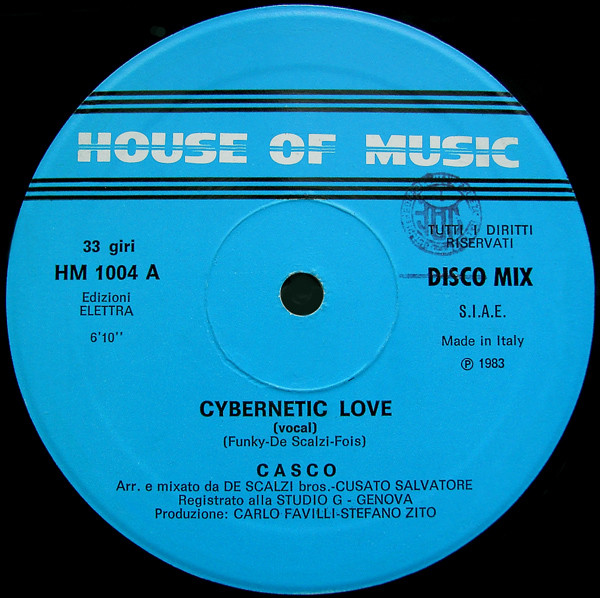 HOUSE OF MUSIC
33 giri
HM 1004 A
Edizioni
ELETTRA
6'10''
TUTTI I DIRITTI
RISERVATI
DISCO MIX
S.I.A.E.
Made in Italy
℗ 1983
CYBERNETIC LOVE
(vocal)
(Funky-De Scalzi-Fois)
CASCO
Arr. e mixato da DE SCALZI bros.-CUSATO SALVATORE
Registrato alla STUDIO G - GENOVA
Produzione: CARLO FAVILLI-STEFANO ZITO